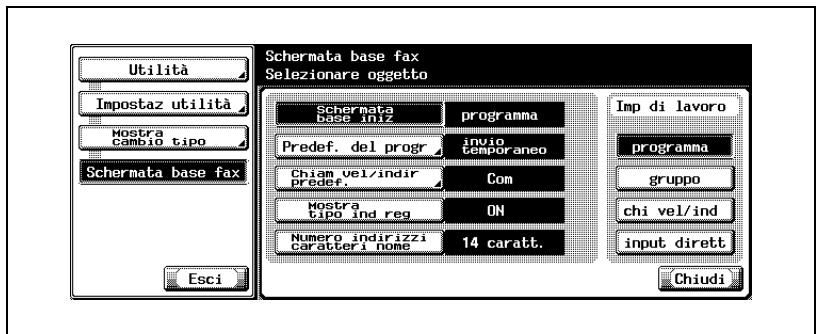 Utilità
Impostaz utilità
Mostra
cambio tipo
Schermata base fax
Esci
Schermata base fax
Selezionare oggetto
Schermata
base iniz
programma
Predef. del progr
invio
temporaneo
Chiam vel/indir
predef.
Com
Mostra
tipo ind reg
ON
Numero indirizzi
caratteri nome
14 caratt.
Imp di lavoro
programma
gruppo
chi vel/ind
input dirett
Chiudi